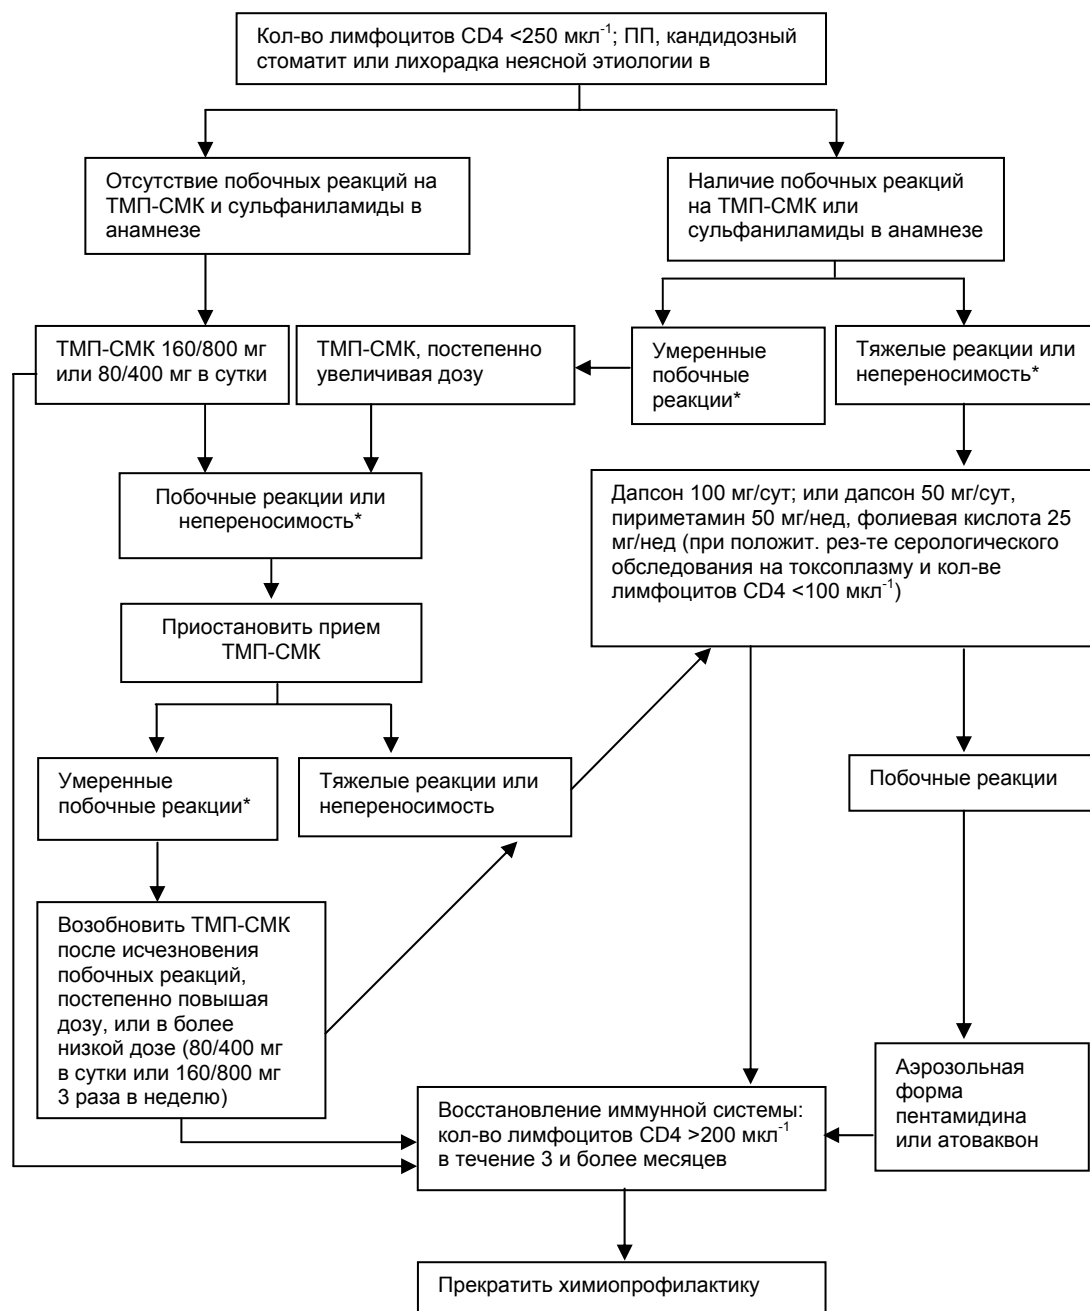 Кол-во лимфоцитов CD4 <250 мкл⁻¹; ПП, кандидозный
стоматит или лихорадка неясной этиологии в
Отсутствие побочных реакций на
ТМП-СМК и сульфаниламиды в
анамнезе
Наличие побочных реакций
на ТМП-СМК или
сульфаниламиды в анамнезе
ТМП-СМК 160/800 мг
или 80/400 мг в сутки
ТМП-СМК, постепенно
увеличивая дозу
Умеренные
побочные
реакции*
Тяжелые реакции или
непереносимость*
Побочные реакции или
непереносимость*
Дапсон 100 мг/сут; или дапсон 50 мг/сут,
пириметамин 50 мг/нед, фолиевая кислота 25
мг/нед (при положит. рез-те серологического
обследования на токсоплазму и кол-ве
лимфоцитов CD4 <100 мкл⁻¹)
Приостановить прием
ТМП-СМК
Умеренные
побочные реакции*
Тяжелые реакции или
непереносимость
Побочные реакции
Возобновить ТМП-СМК
после исчезновения
побочных реакций,
постепенно повышая
дозу, или в более
низкой дозе (80/400 мг
в сутки или 160/800 мг
3 раза в неделю)
Аэрозольная
форма
пентамидина
или атоваквон
Восстановление иммунной системы:
кол-во лимфоцитов CD4 >200 мкл⁻¹
в течение 3 и более месяцев
Прекратить химиопрофилактику